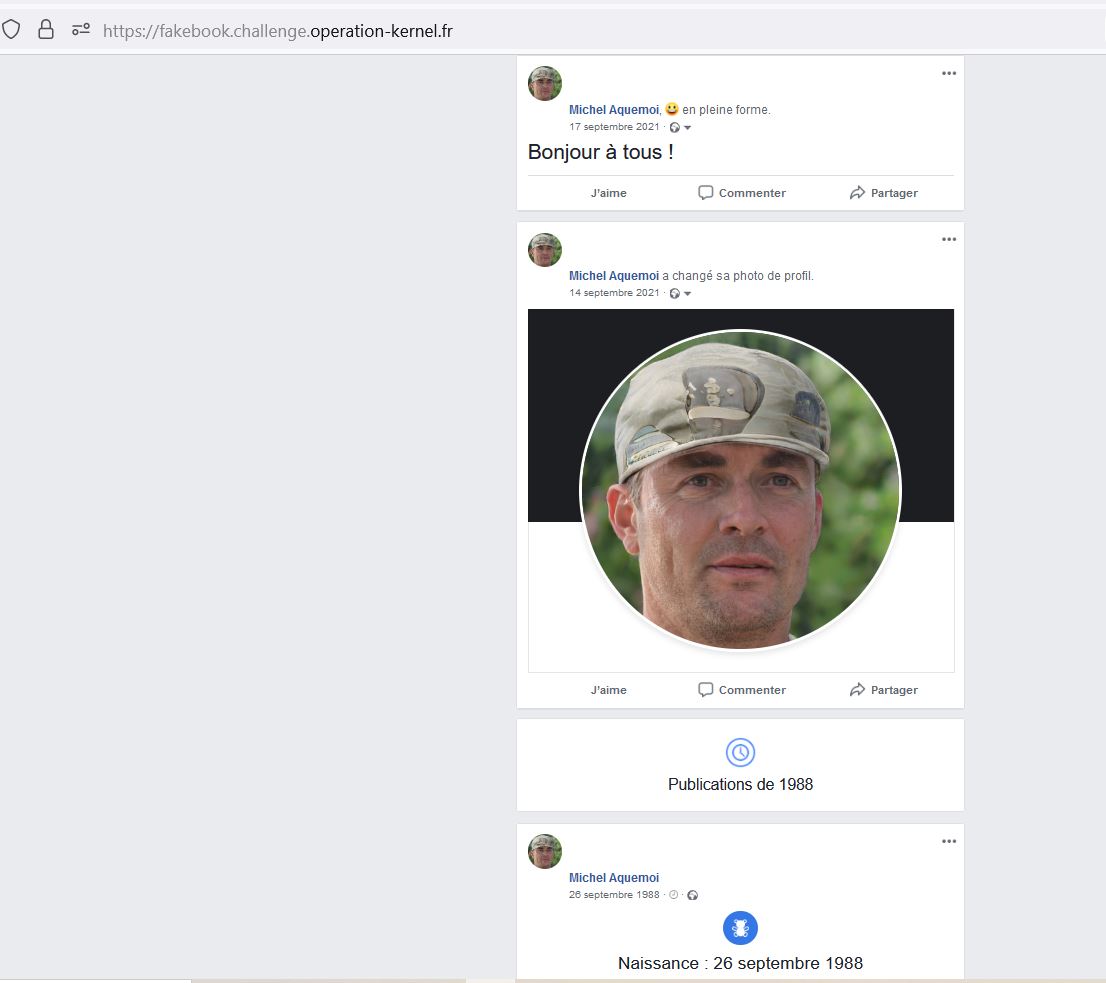 https://fakebook.challenge.operation-kernel.fr
Michel Aquemoi, 😀 en pleine forme.
17 septembre 2021 ·
Bonjour à tous !
J'aime Commenter Partager
Michel Aquemoi a changé sa photo de profil.
14 septembre 2021 ·
J'aime Commenter Partager
Publications de 1988
Michel Aquemoi
26 septembre 1988 · ·
Naissance : 26 septembre 1988